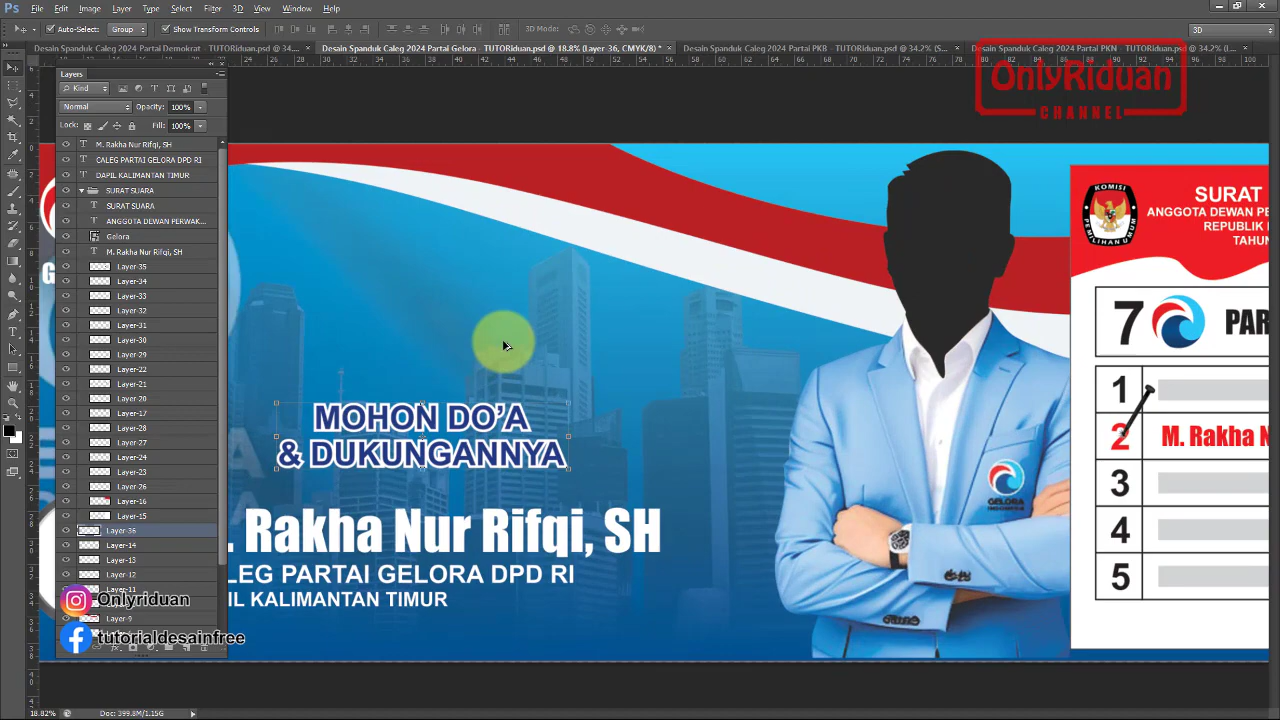 Ps File Edit Image Layer Type Select Filter 3D View Window Help
Auto-Select: Group Show Transform Controls 3D Mode: 3D
Desain Spanduk Caleg 2024 Partai Demokrat - TUTORiduan.psd @ 34.... × Desain Spanduk Caleg 2024 Partai Gelora - TUTORiduan.psd @ 18.8% (Layer-36, CMYK/8) * × Desain Spanduk Caleg 2024 Partai PKB - TUTORiduan.psd @ 34.2% (S... × Desain Spanduk Caleg 2024 Partai PKN - TUTORiduan.psd @ 34.2% (L...
OnlyRiduan
CHANNEL
Layers
Kind
Normal Opacity: 100%
Lock: Fill: 100%
M. Rakha Nur Rifqi, SH
CALEG PARTAI GELORA DPD RI
DAPIL KALIMANTAN TIMUR
SURAT SUARA
SURAT SUARA
ANGGOTA DEWAN PERWAK...
Gelora
M. Rakha Nur Rifqi, SH
Layer-35
Layer-34
Layer-33
Layer-32
Layer-31
Layer-30
Layer-29
Layer-22
Layer-21
Layer-20
Layer-17
Layer-28
Layer-27
Layer-24
Layer-23
Layer-26
Layer-16
Layer-15
Layer-36
Layer-14
Layer-13
Layer-12
Layer-11
Layer-9
Onlyriduan
tutorialdesainfree
MOHON DO’A
& DUKUNGANNYA
. Rakha Nur Rifqi, SH
LEG PARTAI GELORA DPD RI
PIL KALIMANTAN TIMUR
GELORA
INDONESIA
KOMISI
PEMILIHAN UMUM
SURAT
ANGGOTA DEWAN PE
REPUBLIK
TAHUN
7 PAR
1
2 M. Rakha N
3
4
5
18.82% Doc: 399.8M/1.15G